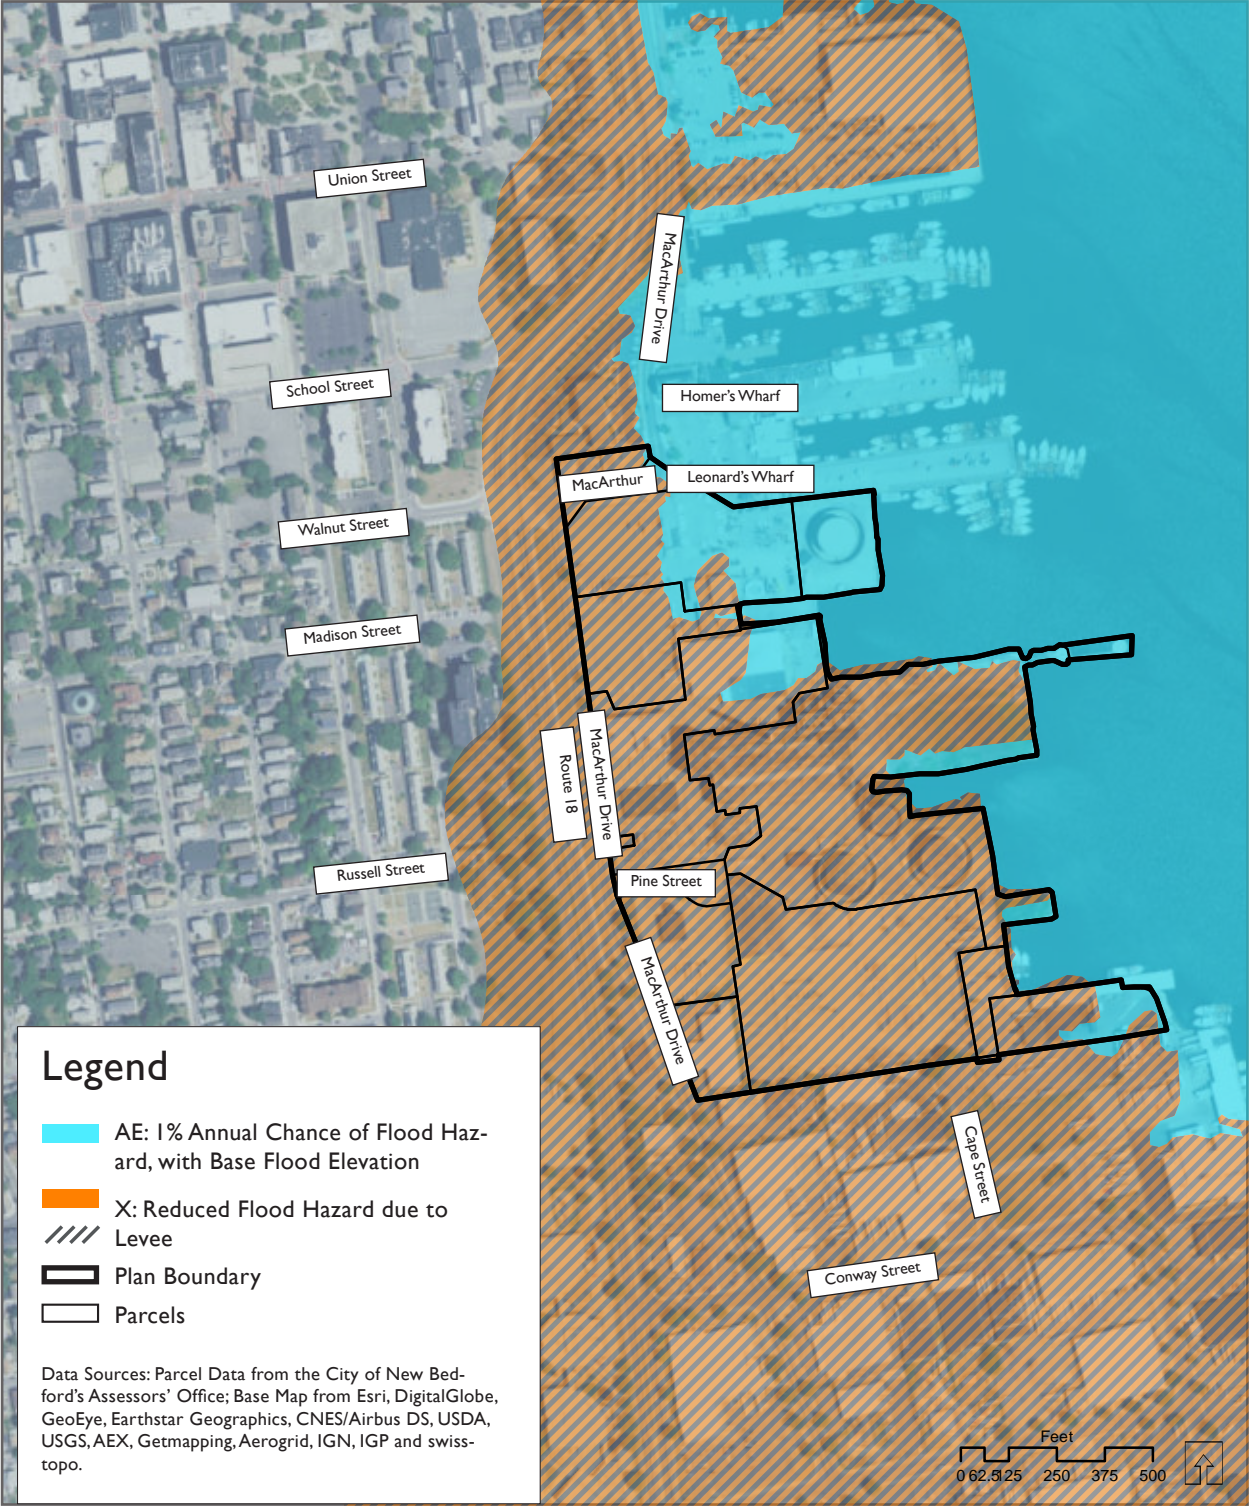 Union Street
MacArthur Drive
School Street
Homer's Wharf
MacArthur
Leonard's Wharf
Walnut Street
Madison Street
Route 18
MacArthur Drive
Russell Street
Pine Street
MacArthur Drive
Cape Street
Conway Street
Legend
AE: 1% Annual Chance of Flood Haz-
ard, with Base Flood Elevation
X: Reduced Flood Hazard due to
Levee
Plan Boundary
Parcels
Data Sources: Parcel Data from the City of New Bed-
ford's Assessors' Office; Base Map from Esri, DigitalGlobe,
GeoEye, Earthstar Geographics, CNES/Airbus DS, USDA,
USGS, AEX, Getmapping, Aerogrid, IGN, IGP and swiss-
topo.
Feet
0 62.5 125 250 375 500